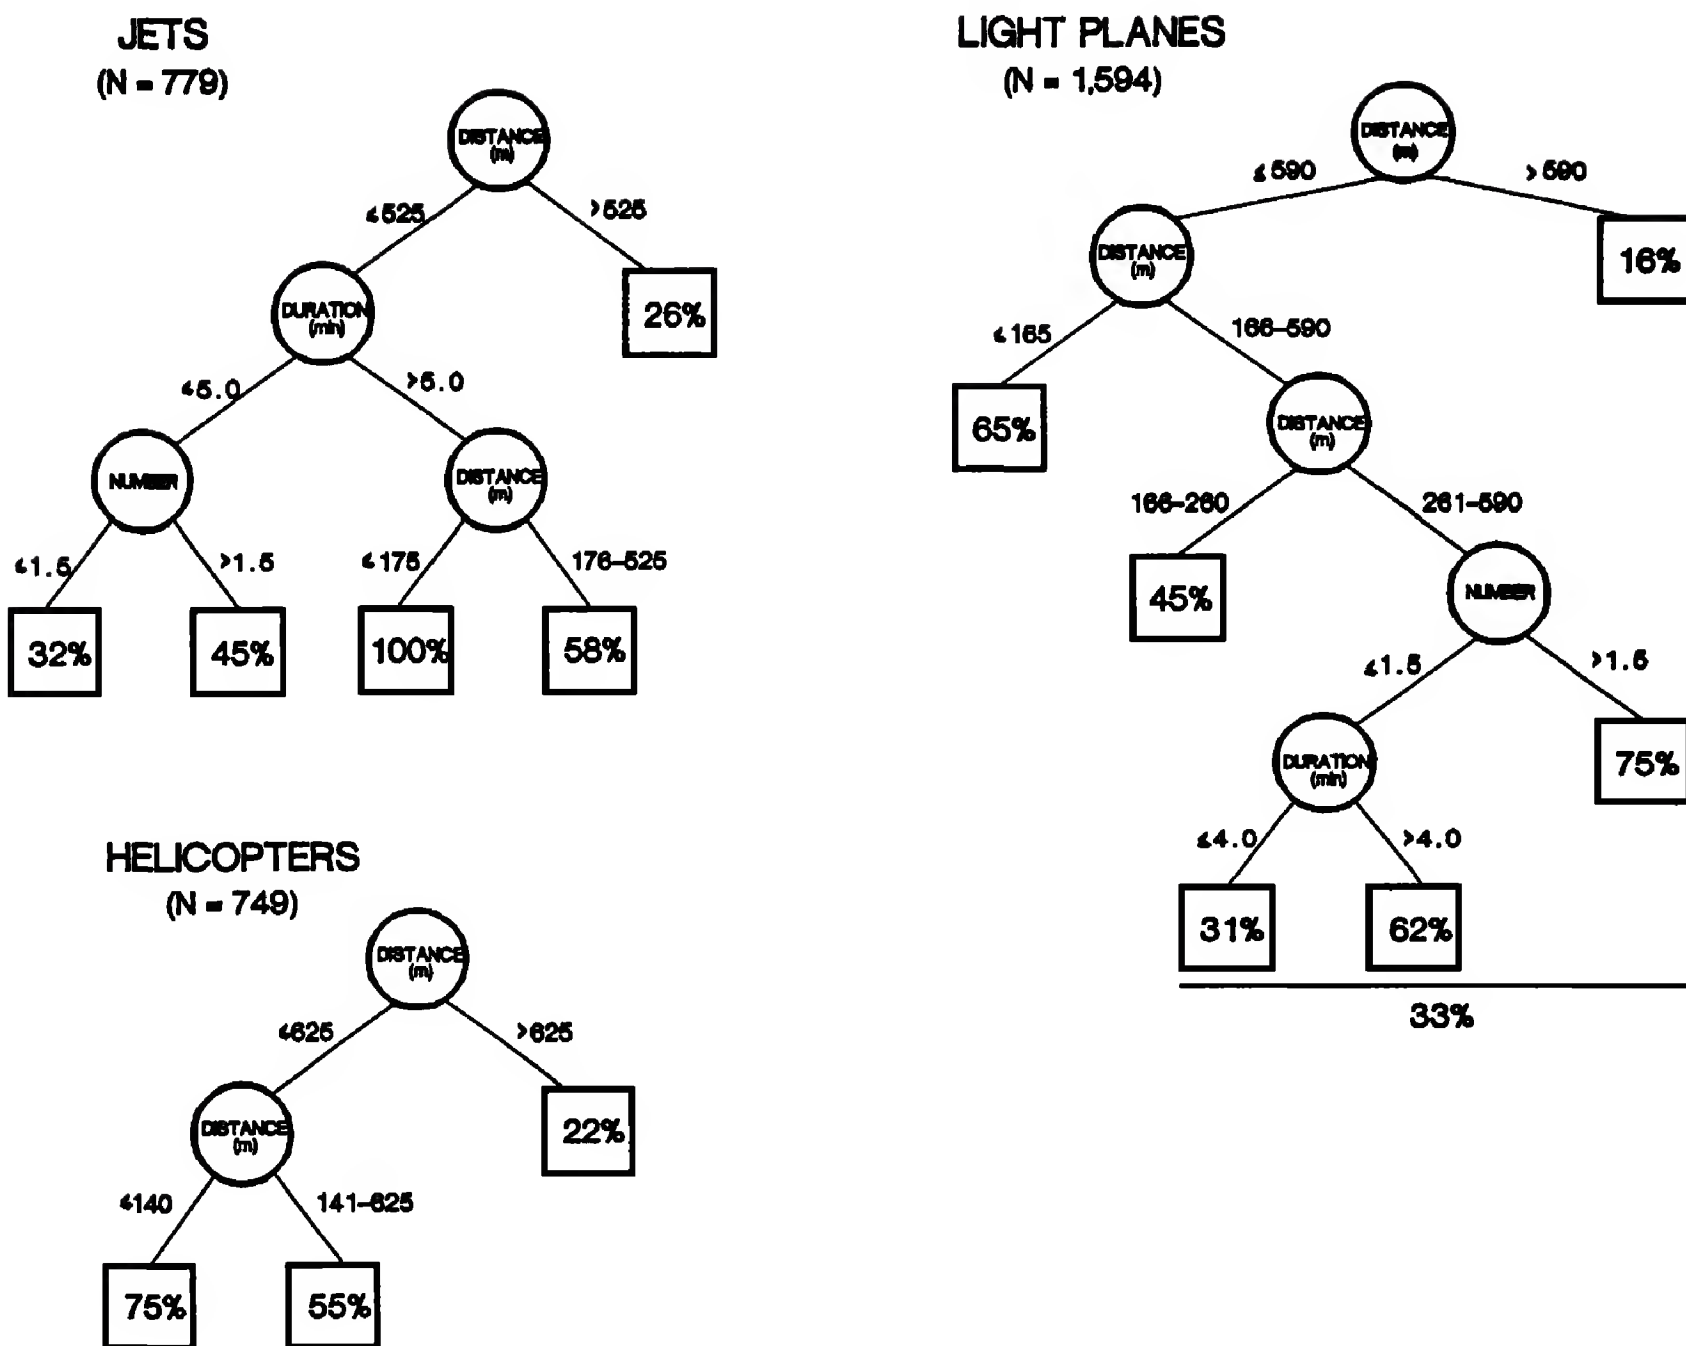 JETS
(N = 779)
DISTANCE
(m)
≤525
>525
DURATION
(min)
26%
≤5.0
>5.0
NUMBER
DISTANCE
(m)
≤1.5
>1.5
≤175
176–525
32%
45%
100%
58%
LIGHT PLANES
(N = 1,594)
DISTANCE
(m)
≤590
>590
DISTANCE
(m)
16%
≤165
166–590
65%
DISTANCE
(m)
166–260
261–590
45%
NUMBER
≤1.5
>1.5
DURATION
(min)
75%
≤4.0
>4.0
31%
62%
33%
HELICOPTERS
(N = 749)
DISTANCE
(m)
≤625
>625
DISTANCE
(m)
22%
≤140
141–625
75%
55%